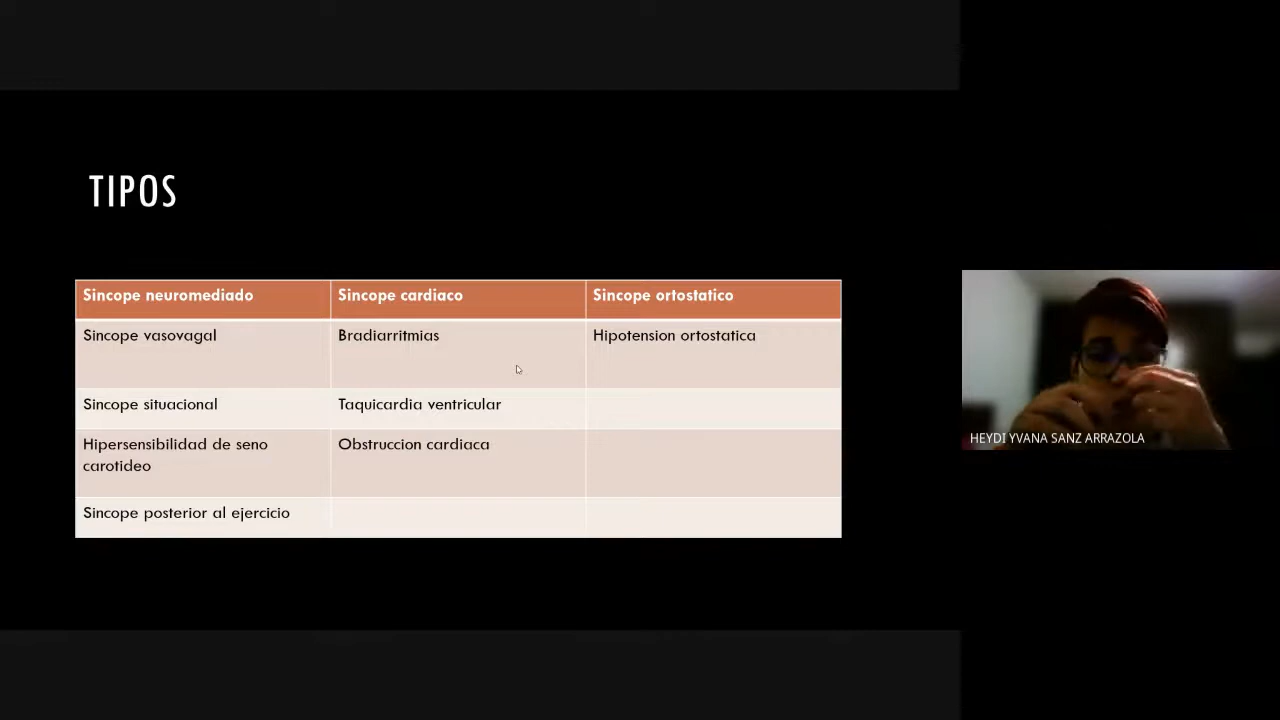 TIPOS
Sincope neuromediado
Sincope cardiaco
Sincope ortostatico
Sincope vasovagal
Bradiarritmias
Hipotension ortostatica
Sincope situacional
Taquicardia ventricular
Hipersensibilidad de seno
carotideo
Obstruccion cardiaca
Sincope posterior al ejercicio
HEYDI YVANA SANZ ARRAZOLA